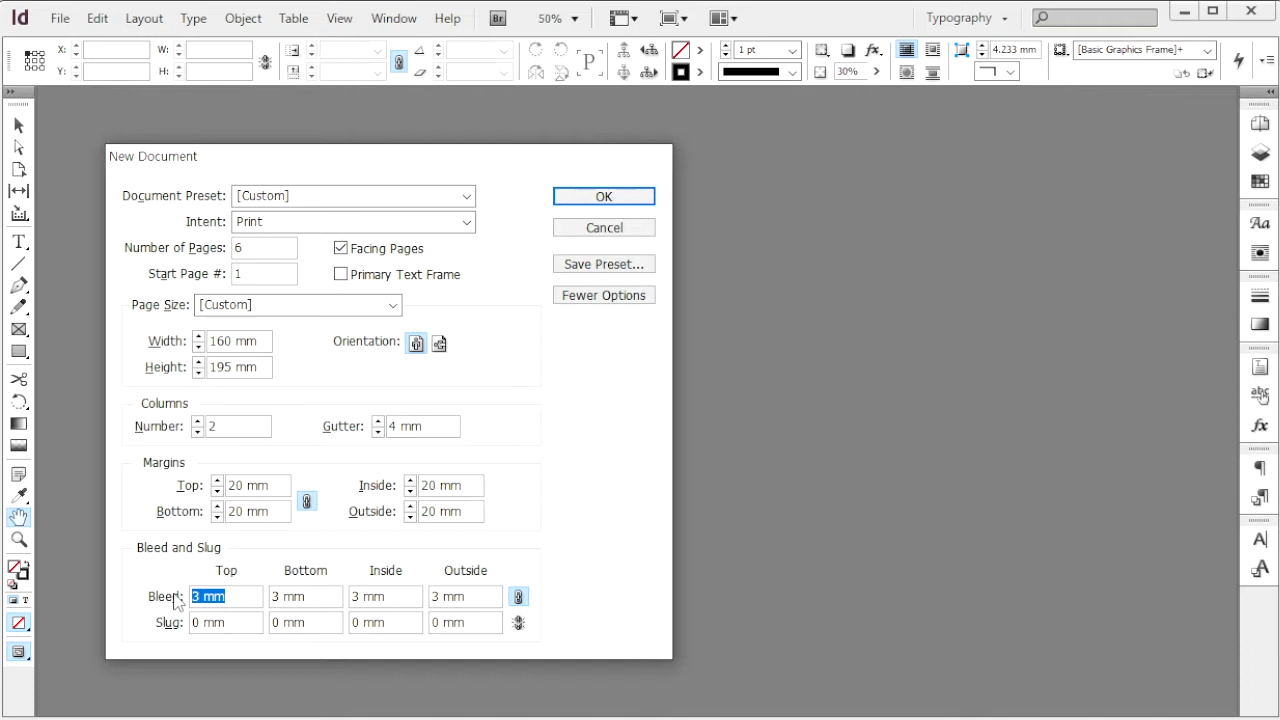 Id File Edit Layout Type Object Table View Window Help Br 50% Typography
X: W: 1 pt 4.233 mm [Basic Graphics Frame]+
Y: H: P fx. 30%
New Document
Document Preset: [Custom] OK
Intent: Print Cancel
Number of Pages: 6 Facing Pages
Start Page #: 1 Primary Text Frame Save Preset...
Page Size: [Custom] Fewer Options
Width: 160 mm Orientation:
Height: 195 mm
Columns
Number: 2 Gutter: 4 mm
Margins
Top: 20 mm Inside: 20 mm
Bottom: 20 mm Outside: 20 mm
Bleed and Slug
Top Bottom Inside Outside
Bleed: 3 mm 3 mm 3 mm 3 mm
Slug: 0 mm 0 mm 0 mm 0 mm
T
T
Aa
abc
fx
A
A